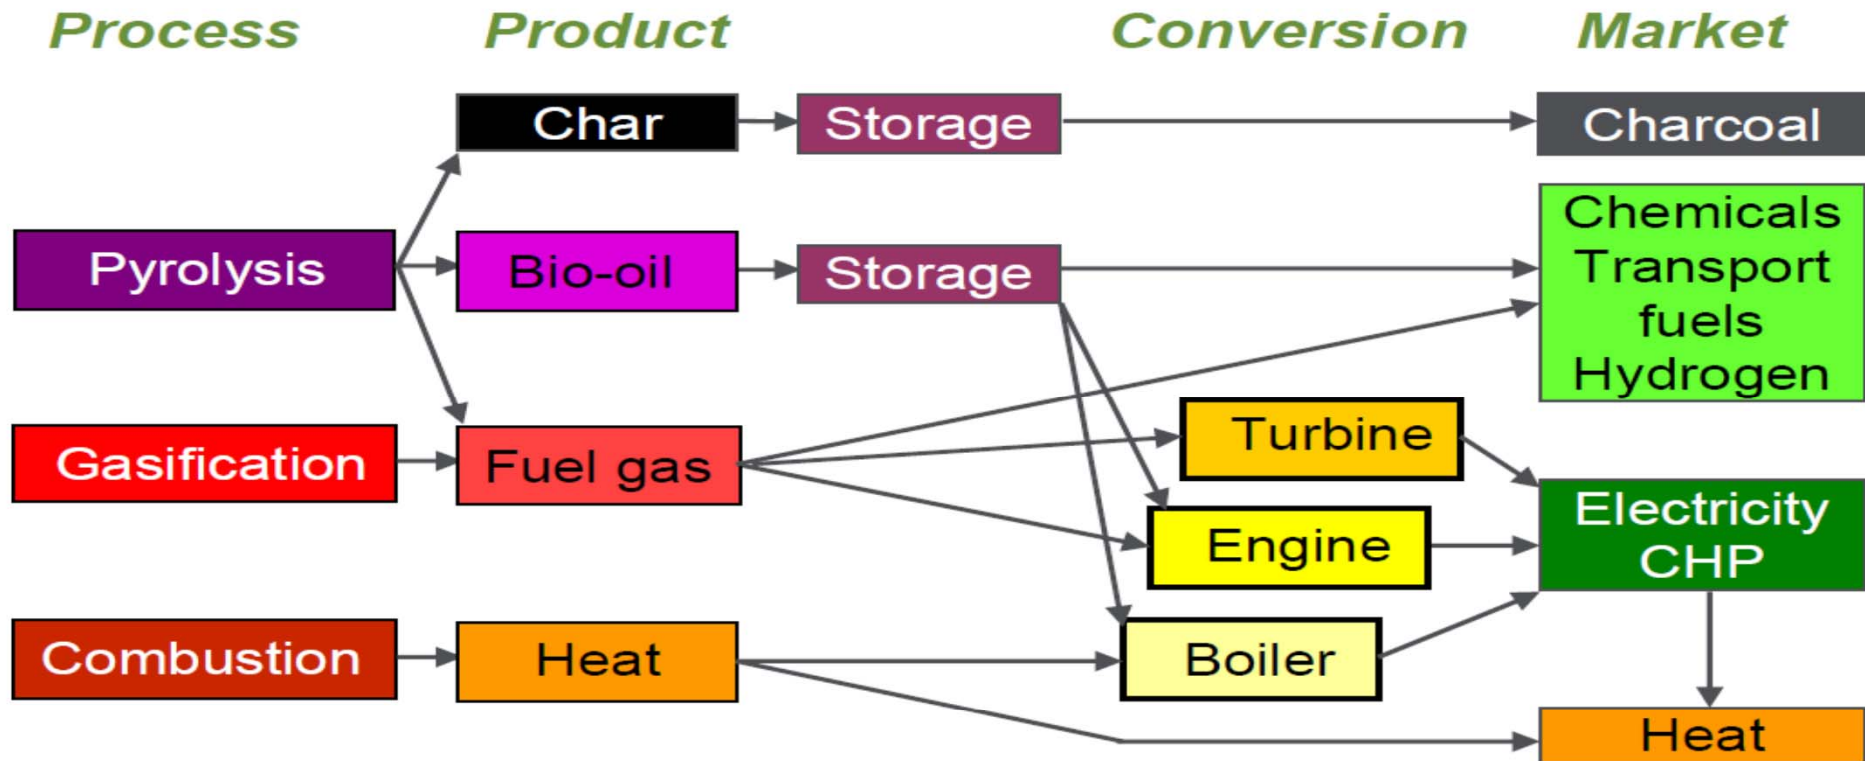 Process Product Conversion Market
Char Storage Charcoal
Pyrolysis Bio-oil Storage Chemicals
Transport
fuels
Hydrogen
Gasification Fuel gas Turbine
Engine Electricity
CHP
Combustion Heat Boiler
Heat